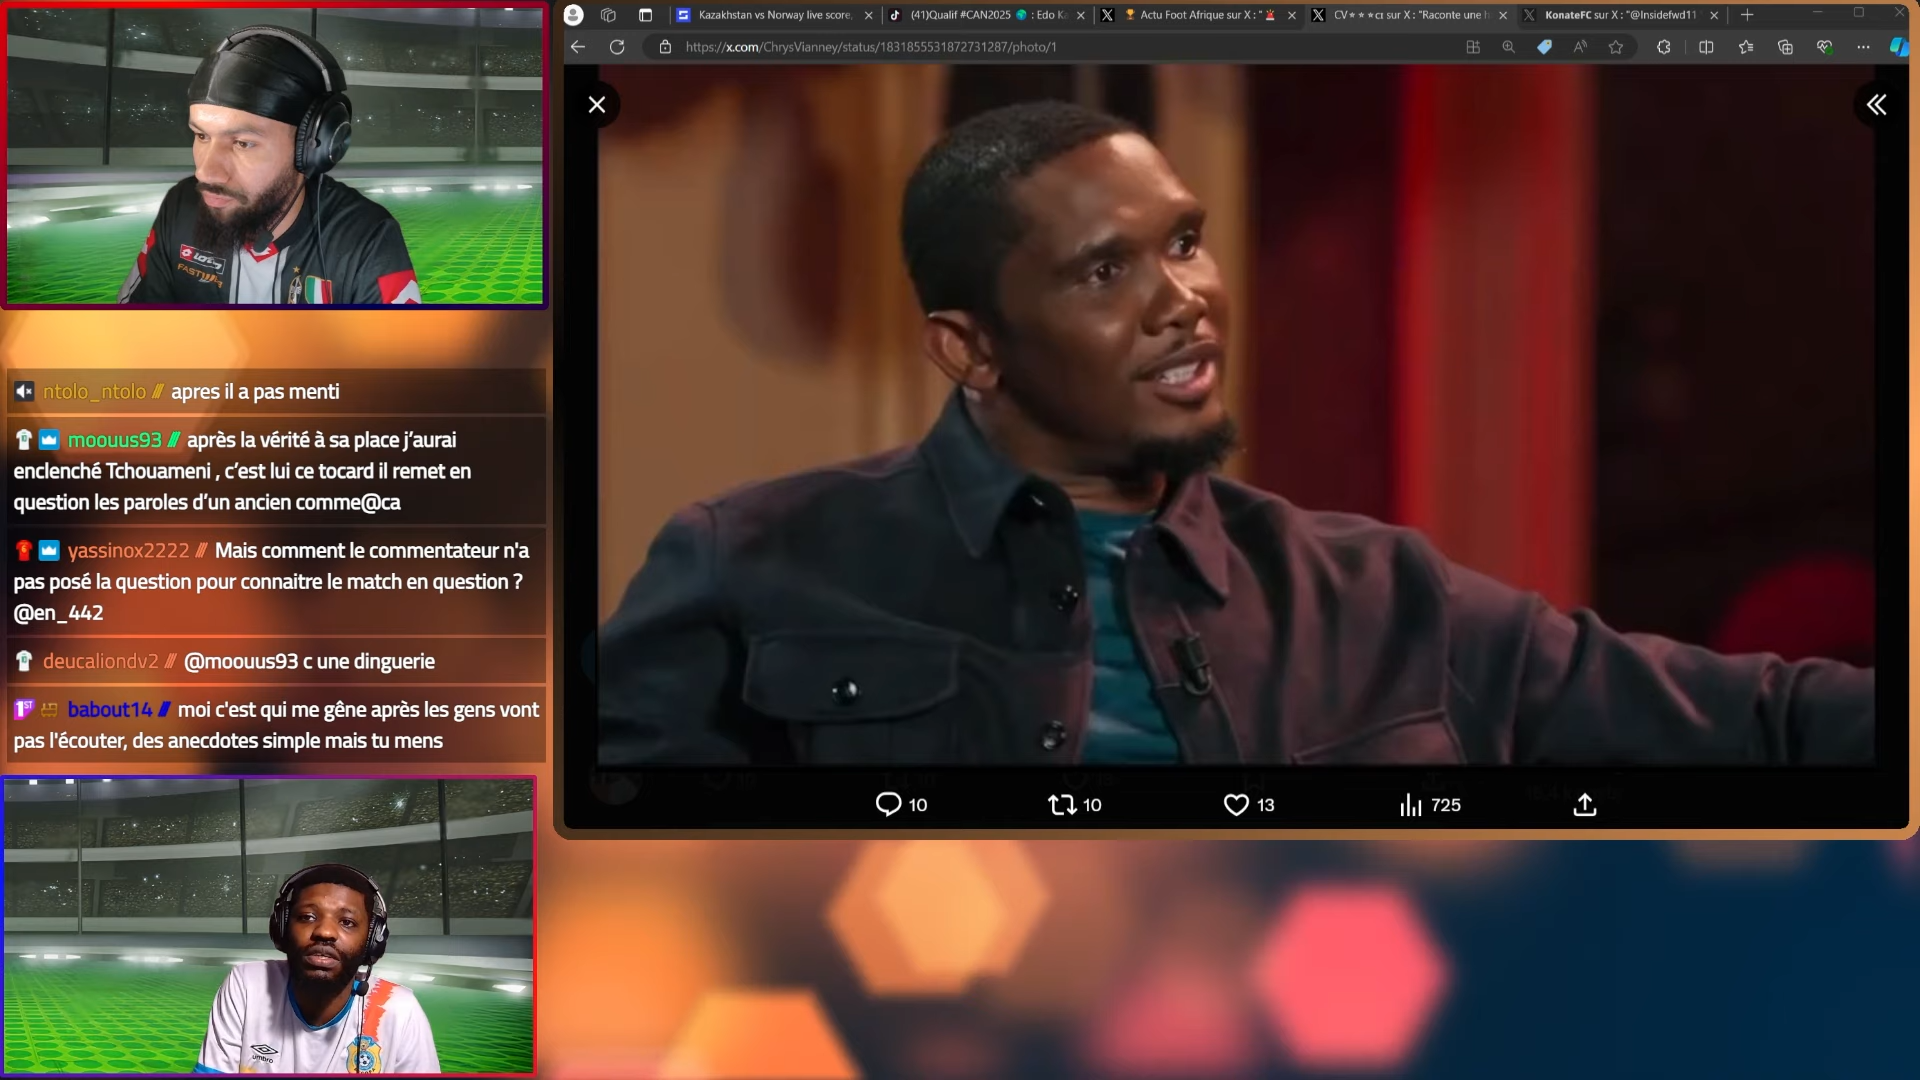 Kazakhstan vs Norway live score,
(41)Qualif #CAN2025 : Edo K
Actu Foot Afrique sur X : "
CV★★★CI sur X : "Raconte une h
KonateFC sur X : "@Insidefwd11
https://x.com/ChrysVianney/status/1831855531872731287/photo/1
Lotto
FASTWEB
ntolo_ntolo /// apres il a pas menti
moouus93 /// après la vérité à sa place j'aurai
enclenché Tchouameni , c'est lui ce tocard il remet en
question les paroles d'un ancien comme@ca
yassinox2222 /// Mais comment le commentateur n'a
pas posé la question pour connaitre le match en question ?
@en_442
deucaliondv2 /// @moouus93 c une dinguerie
1ST babout14 /// moi c'est qui me gêne après les gens vont
pas l'écouter, des anecdotes simple mais tu mens
10
10
13
725
umbro